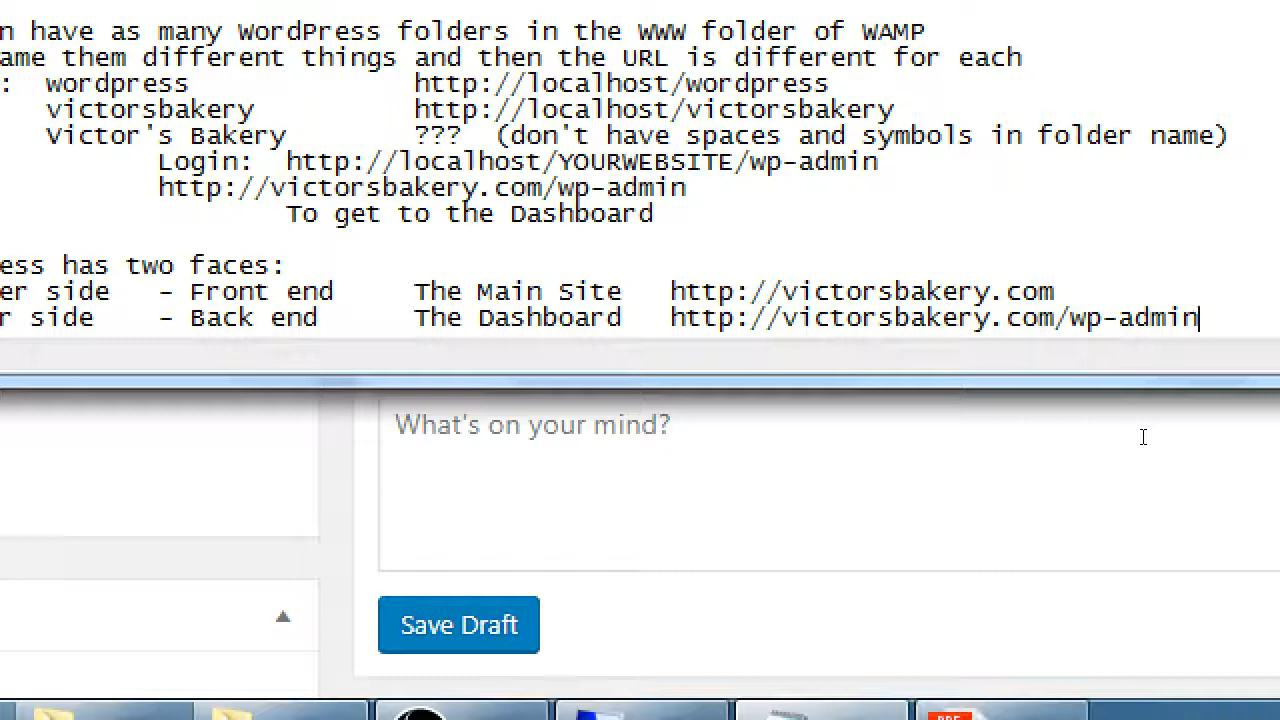 n have as many WordPress folders in the WWW folder of WAMP
ame them different things and then the URL is different for each
: wordpress http://localhost/wordpress
victorsbakery http://localhost/victorsbakery
Victor's Bakery ??? (don't have spaces and symbols in folder name)
Login: http://localhost/YOURWEBSITE/wp-admin
http://victorsbakery.com/wp-admin
To get to the Dashboard
ess has two faces:
er side - Front end The Main Site http://victorsbakery.com
r side - Back end The Dashboard http://victorsbakery.com/wp-admin
What's on your mind?
Save Draft